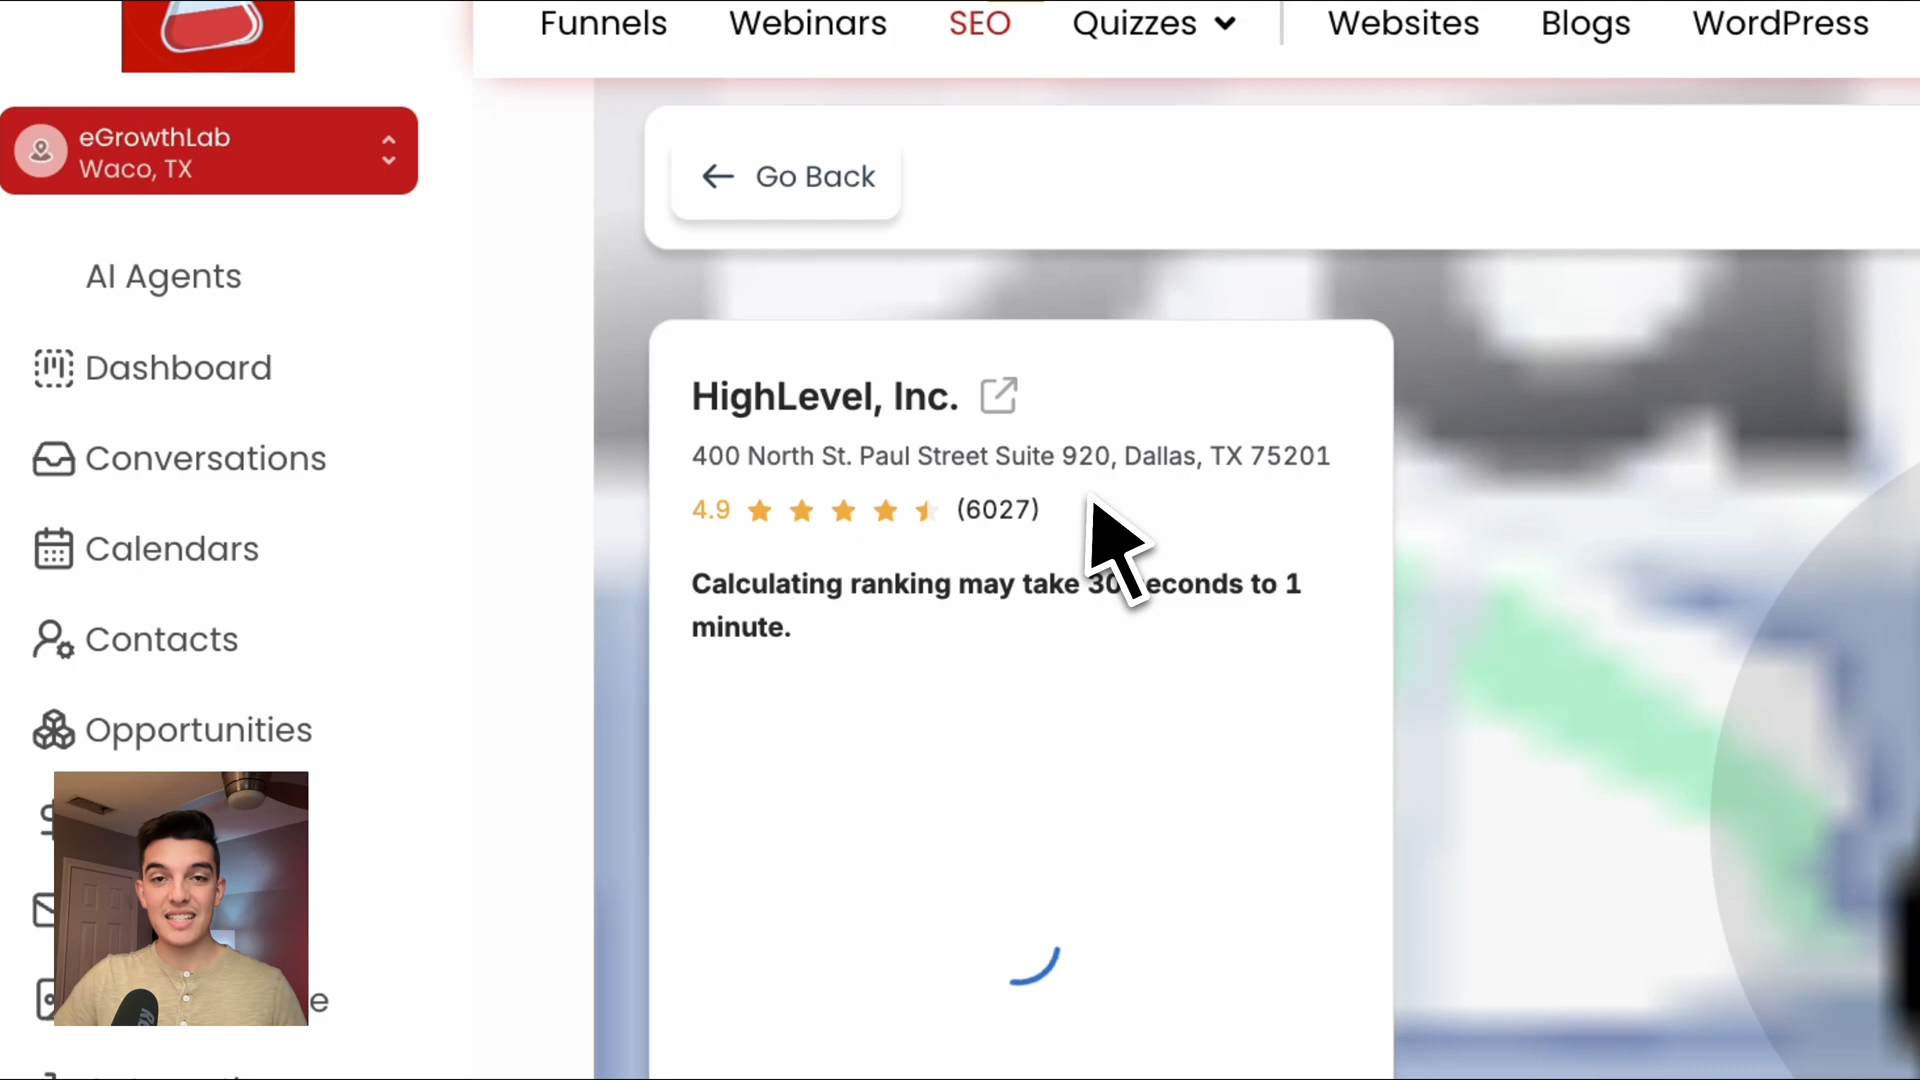 Funnels Webinars SEO Quizzes Websites Blogs WordPress
eGrowthLab
Waco, TX
Go Back
AI Agents
Dashboard
Conversations
Calendars
Contacts
Opportunities
HighLevel, Inc.
400 North St. Paul Street Suite 920, Dallas, TX 75201
4.9 (6027)
Calculating ranking may take 30 seconds to 1
minute.